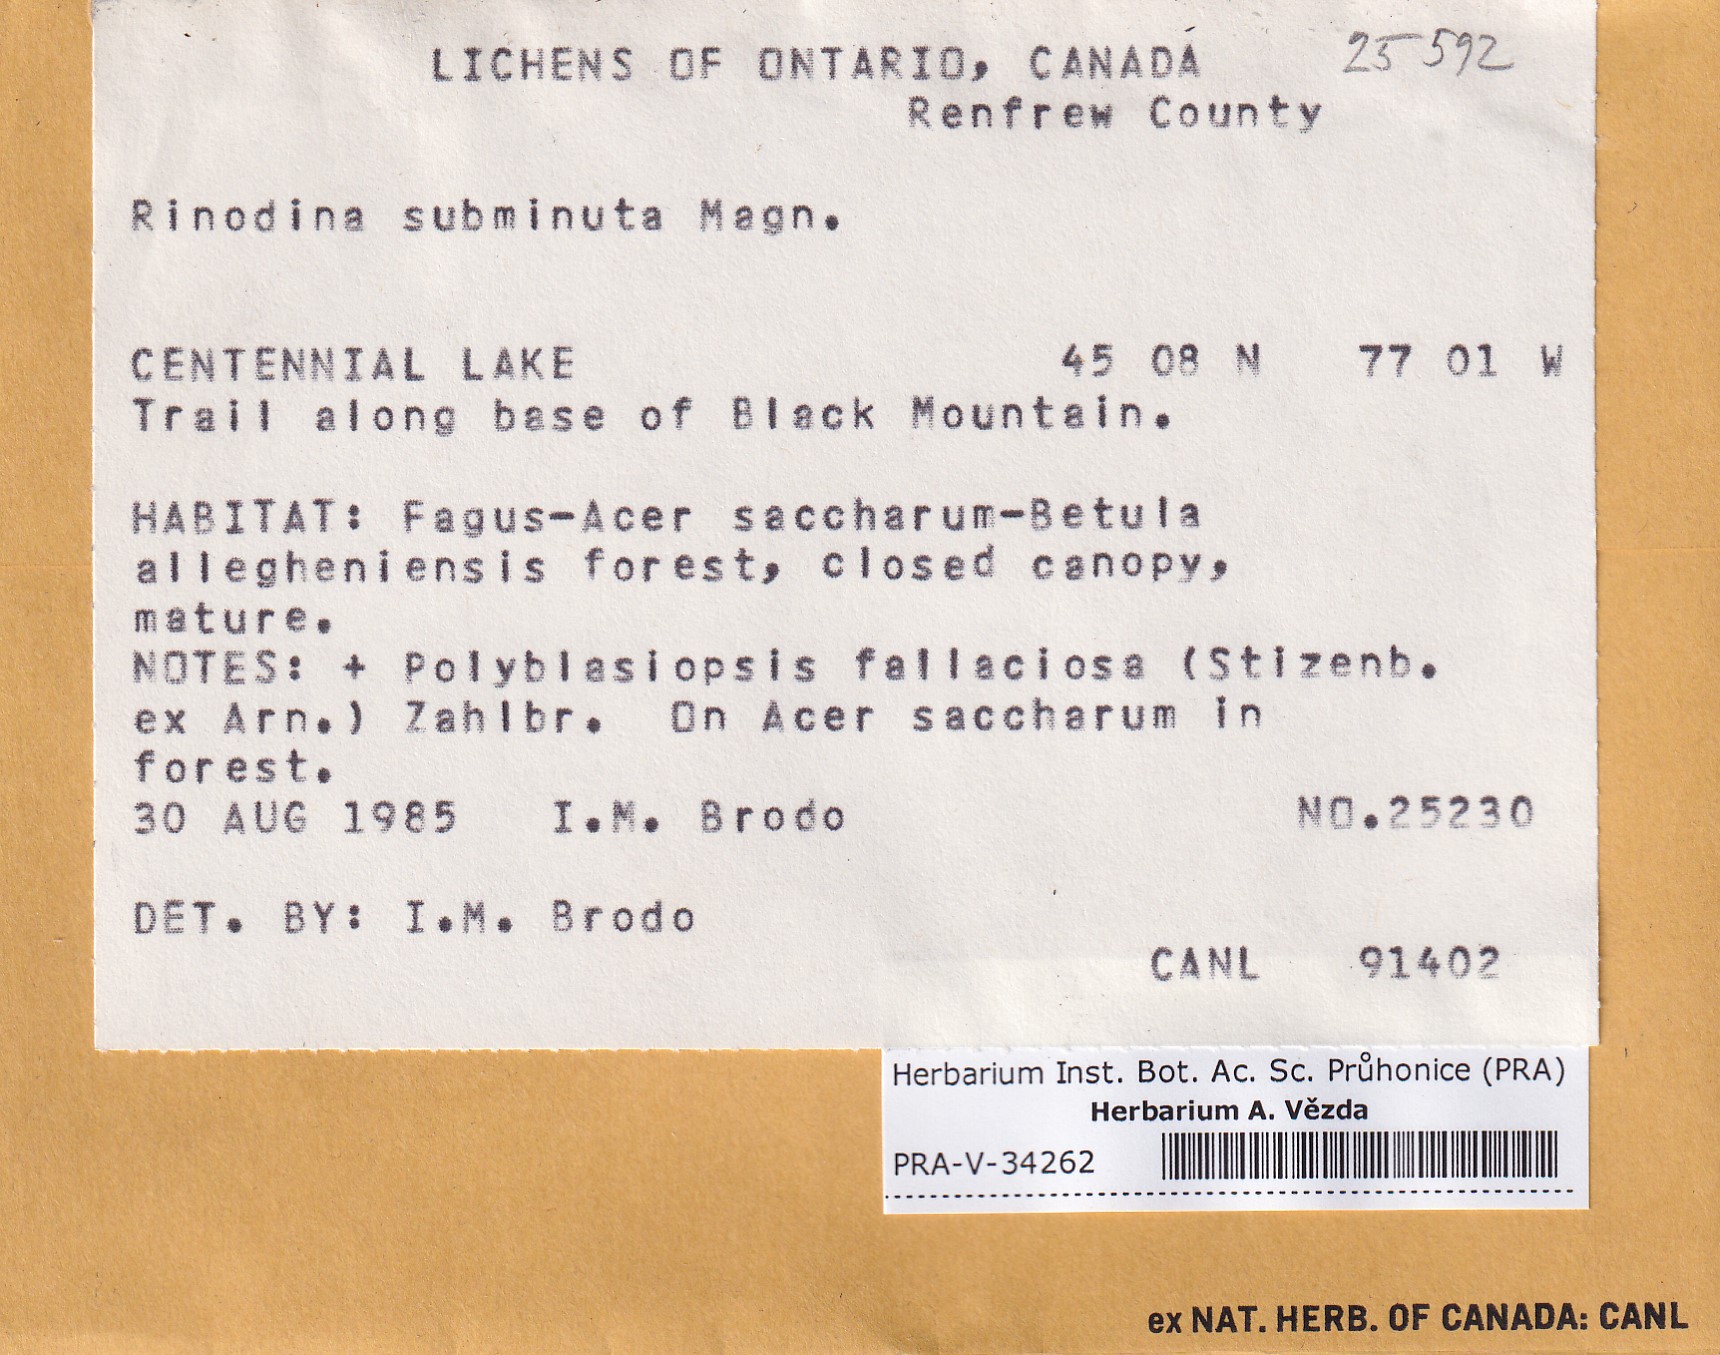 LICHENS OF ONTARIO, CANADA 25 592
Renfrew County
Rinodina subminuta Magn.
CENTENNIAL LAKE 45 08 N 77 01 W
Trail along base of Black Mountain.
HABITAT: Fagus-Acer saccharum-Betula
allegheniensis forest, closed canopy,
mature.
NOTES: + Polyblasiopsis fallaciosa (Stizenb.
ex Arn.) Zahlbr. On Acer saccharum in
forest.
30 AUG 1985 I.M. Brodo NO.25230
DET. BY: I.M. Brodo
CANL 91402
Herbarium Inst. Bot. Ac. Sc. Průhonice (PRA)
Herbarium A. Vězda
PRA-V-34262
ex NAT. HERB. OF CANADA: CANL